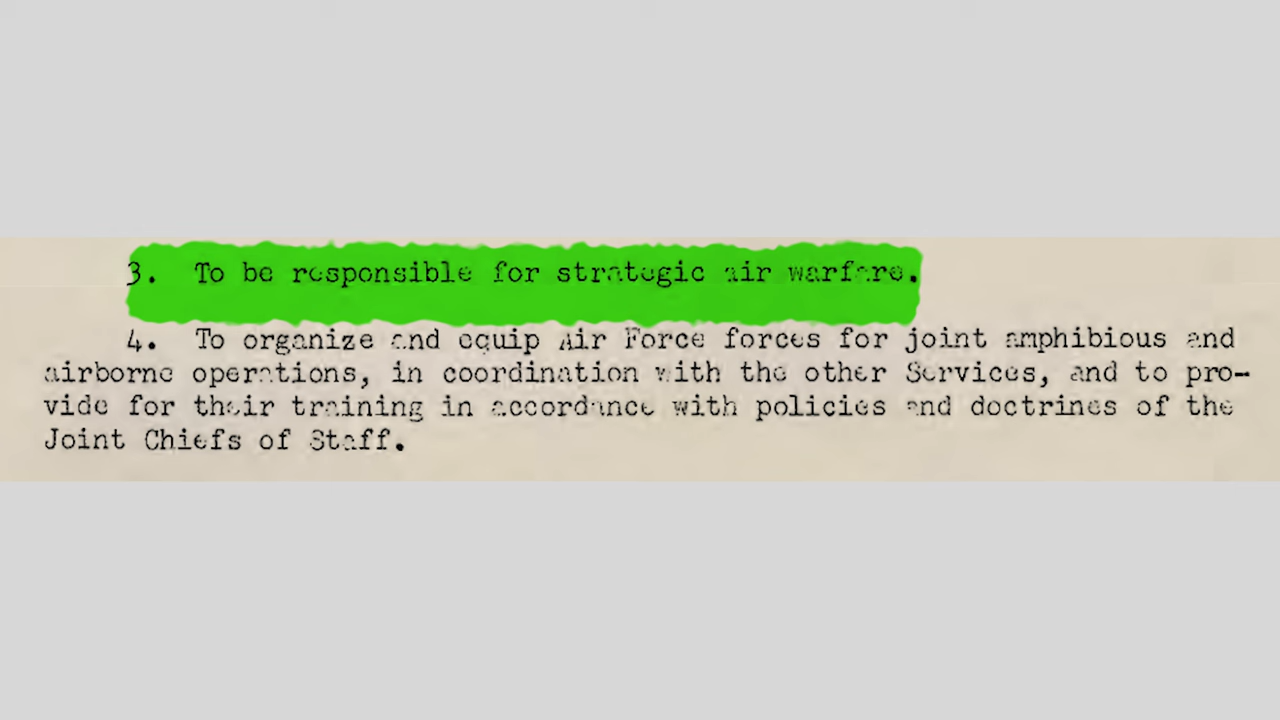 3. To be responsible for strategic air warfare.
4. To organize and equip Air Force forces for joint amphibious and
airborne operations, in coordination with the other Services, and to pro-
vide for their training in accordance with policies and doctrines of the
Joint Chiefs of Staff.